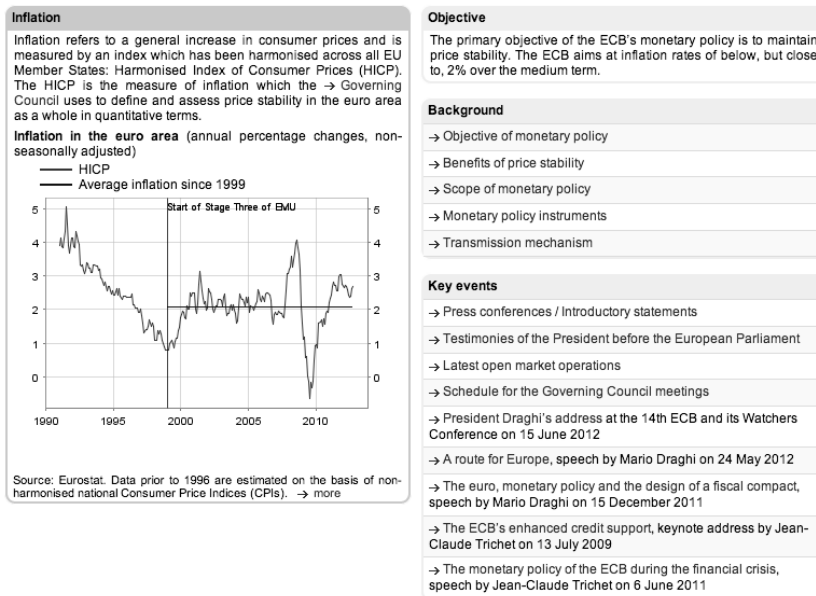 Inflation
Inflation refers to a general increase in consumer prices and is
measured by an index which has been harmonised across all EU
Member States: Harmonised Index of Consumer Prices (HICP).
The HICP is the measure of inflation which the → Governing
Council uses to define and assess price stability in the euro area
as a whole in quantitative terms.
Inflation in the euro area (annual percentage changes, non-
seasonally adjusted)
HICP
Average inflation since 1999
Start of Stage Three of EMU
5 5
4 4
3 3
2 2
1 1
0 0
1990 1995 2000 2005 2010
Source: Eurostat. Data prior to 1996 are estimated on the basis of non-
harmonised national Consumer Price Indices (CPIs). → more
Objective
The primary objective of the ECB's monetary policy is to maintain
price stability. The ECB aims at inflation rates of below, but close
to, 2% over the medium term.
Background
→ Objective of monetary policy
→ Benefits of price stability
→ Scope of monetary policy
→ Monetary policy instruments
→ Transmission mechanism
Key events
→ Press conferences / Introductory statements
→ Testimonies of the President before the European Parliament
→ Latest open market operations
→ Schedule for the Governing Council meetings
→ President Draghi's address at the 14th ECB and its Watchers
Conference on 15 June 2012
→ A route for Europe, speech by Mario Draghi on 24 May 2012
→ The euro, monetary policy and the design of a fiscal compact,
speech by Mario Draghi on 15 December 2011
→ The ECB's enhanced credit support, keynote address by Jean-
Claude Trichet on 13 July 2009
→ The monetary policy of the ECB during the financial crisis,
speech by Jean-Claude Trichet on 6 June 2011